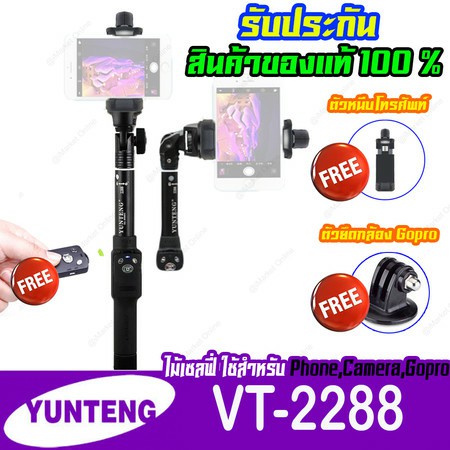 รับประกัน
สินค้าของแท้ 100 %
ตัวหนีบโทรศัพท์
FREE
ตัวยึดกล้อง Gopro
FREE
FREE
YUNTENG
YUNTENG
ไม้เซลฟี่ ใช้สำหรับ Phone,Camera,Gopro
YUNTENG
VT-2288